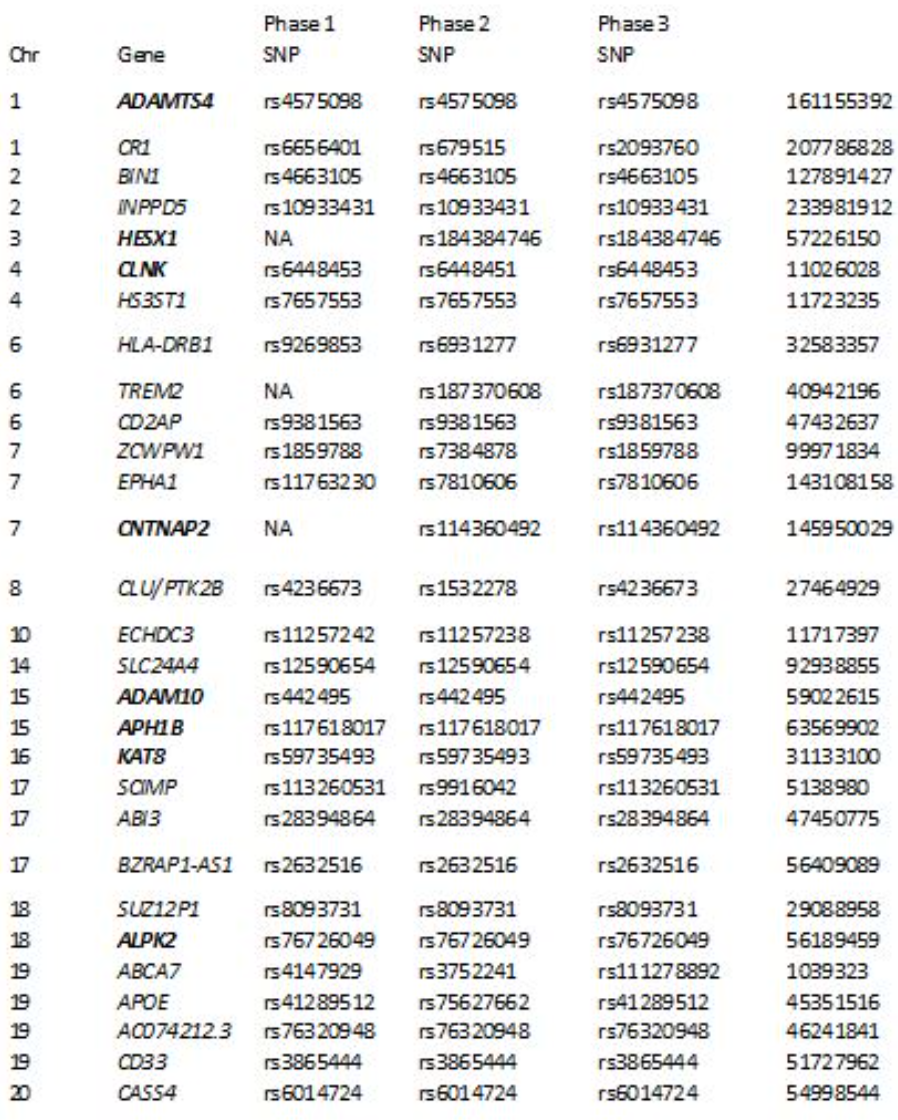 Phase 1 Phase 2 Phase 3
Chr Gene SNP SNP SNP
1 ADAMTS4 rs4575098 rs4575098 rs4575098 161155392
1 CR1 rs6656401 rs679515 rs2093760 207786828
2 BIN1 rs4663105 rs4663105 rs4663105 127891427
2 INPPD5 rs10933431 rs10933431 rs10933431 233981912
3 HESX1 NA rs184384746 rs184384746 57226150
4 CLNK rs6448453 rs6448451 rs6448453 11026028
4 HS3ST1 rs7657553 rs7657553 rs7657553 11723235
6 HLA-DRB1 rs9269853 rs6931277 rs6931277 32583357
6 TREM2 NA rs187370608 rs187370608 40942196
6 CD2AP rs9381563 rs9381563 rs9381563 47432637
7 ZCWPW1 rs1859788 rs7384878 rs1859788 99971834
7 EPHA1 rs11763230 rs7810606 rs7810606 143108158
7 CNTNAP2 NA rs114360492 rs114360492 145950029
8 CLU/PTK2B rs4236673 rs1532278 rs4236673 27464929
10 ECHDC3 rs11257242 rs11257238 rs11257238 11717397
14 SLC24A4 rs12590654 rs12590654 rs12590654 92938855
15 ADAM10 rs442495 rs442495 rs442495 59022615
15 APH1B rs117618017 rs117618017 rs117618017 63569902
16 KAT8 rs59735493 rs59735493 rs59735493 31133100
17 SCIMP rs113260531 rs9916042 rs113260531 5138980
17 ABI3 rs28394864 rs28394864 rs28394864 47450775
17 BZRAP1-AS1 rs2632516 rs2632516 rs2632516 56409089
18 SUZ12P1 rs8093731 rs8093731 rs8093731 29088958
18 ALPK2 rs76726049 rs76726049 rs76726049 56189459
19 ABCA7 rs4147929 rs3752241 rs111278892 1039323
19 APOE rs41289512 rs75627662 rs41289512 45351516
19 AC074212.3 rs76320948 rs76320948 rs76320948 46241841
19 CD33 rs3865444 rs3865444 rs3865444 51727962
20 CASS4 rs6014724 rs6014724 rs6014724 54998544